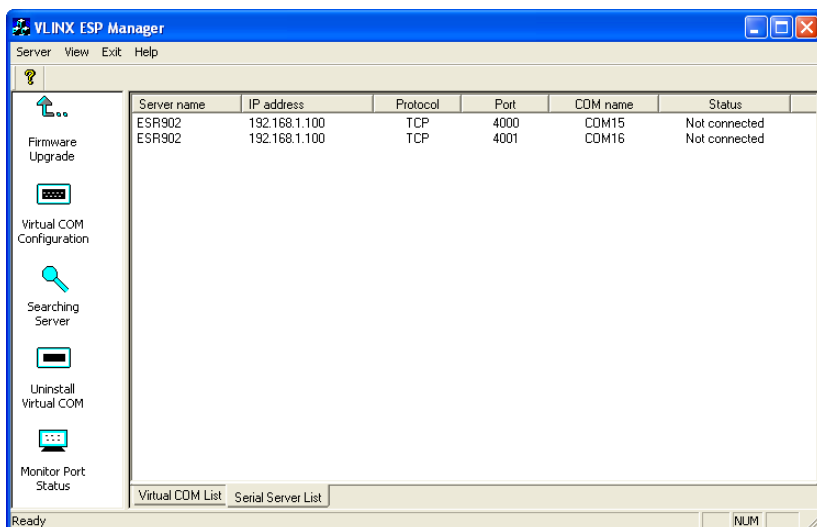 VLINX ESP Manager
Server View Exit Help
Firmware
Upgrade
Virtual COM
Configuration
Searching
Server
Uninstall
Virtual COM
Monitor Port
Status
Server name IP address Protocol Port COM name Status
ESR902 192.168.1.100 TCP 4000 COM15 Not connected
ESR902 192.168.1.100 TCP 4001 COM16 Not connected
Virtual COM List Serial Server List
Ready NUM